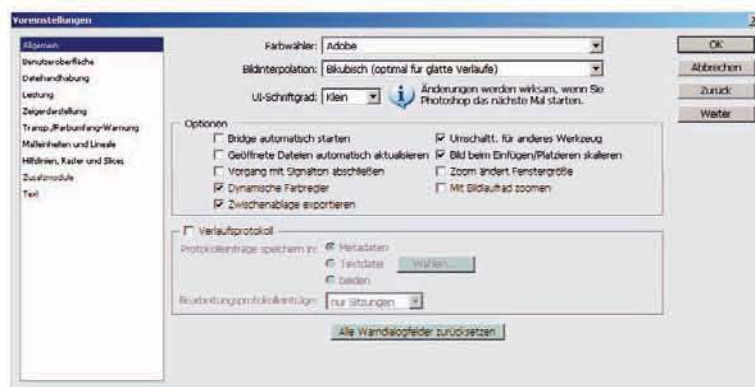 Voreinstellungen
Allgemein
Benutzeroberfläche
Dateihandhabung
Leistung
Zeigerdarstellung
Transp./Farbumfang-Warnung
Maßeinheiten und Lineale
Hilfslinien, Raster und Slices
Zusatzmodule
Text
Farbwähler: Adobe
Bildinterpolation: Bikubisch (optimal für glatte Verläufe)
UI-Schriftgrad: Klein
Änderungen werden wirksam, wenn Sie
Photoshop das nächste Mal starten.
Optionen
Bridge automatisch starten
Geöffnete Dateien automatisch aktualisieren
Vorgang mit Signalton abschließen
Dynamische Farbregler
Zwischenablage exportieren
Umschaltt. für anderes Werkzeug
Bild beim Einfügen/Platzieren skalieren
Zoom ändert Fenstergröße
Mit Bildlaufrad zoomen
Verlaufsprotokoll
Protokolleinträge speichern in: Metadaten
Textdatei Wählen...
beiden
Bearbeitungsprotokolleinträge: nur Sitzungen
Alle Warndialogfelder zurücksetzen
OK
Abbrechen
Zurück
Weiter